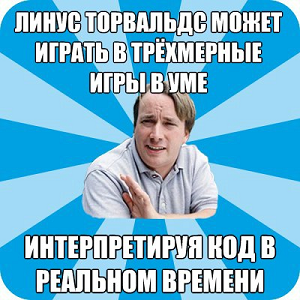 ЛИНУС ТОРВАЛЬДС МОЖЕТ
ИГРАТЬ В ТРЁХМЕРНЫЕ
ИГРЫ В УМЕ
ИНТЕРПРЕТИРУЯ КОД В
РЕАЛЬНОМ ВРЕМЕНИ